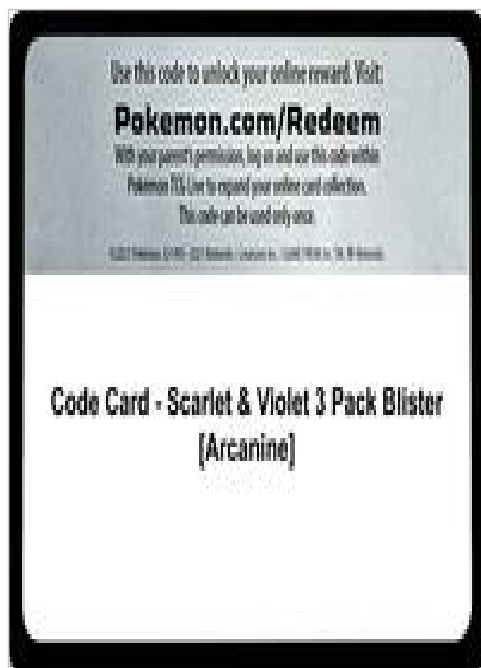 Use this code to unlock your online reward. Visit:
Pokemon.com/Redeem
With your parent's permission, log on and use this code within
Pokémon TCG Live to expand your online card collection.
This code can be used only once.
Code Card - Scarlet & Violet 3 Pack Blister
[Arcanine]